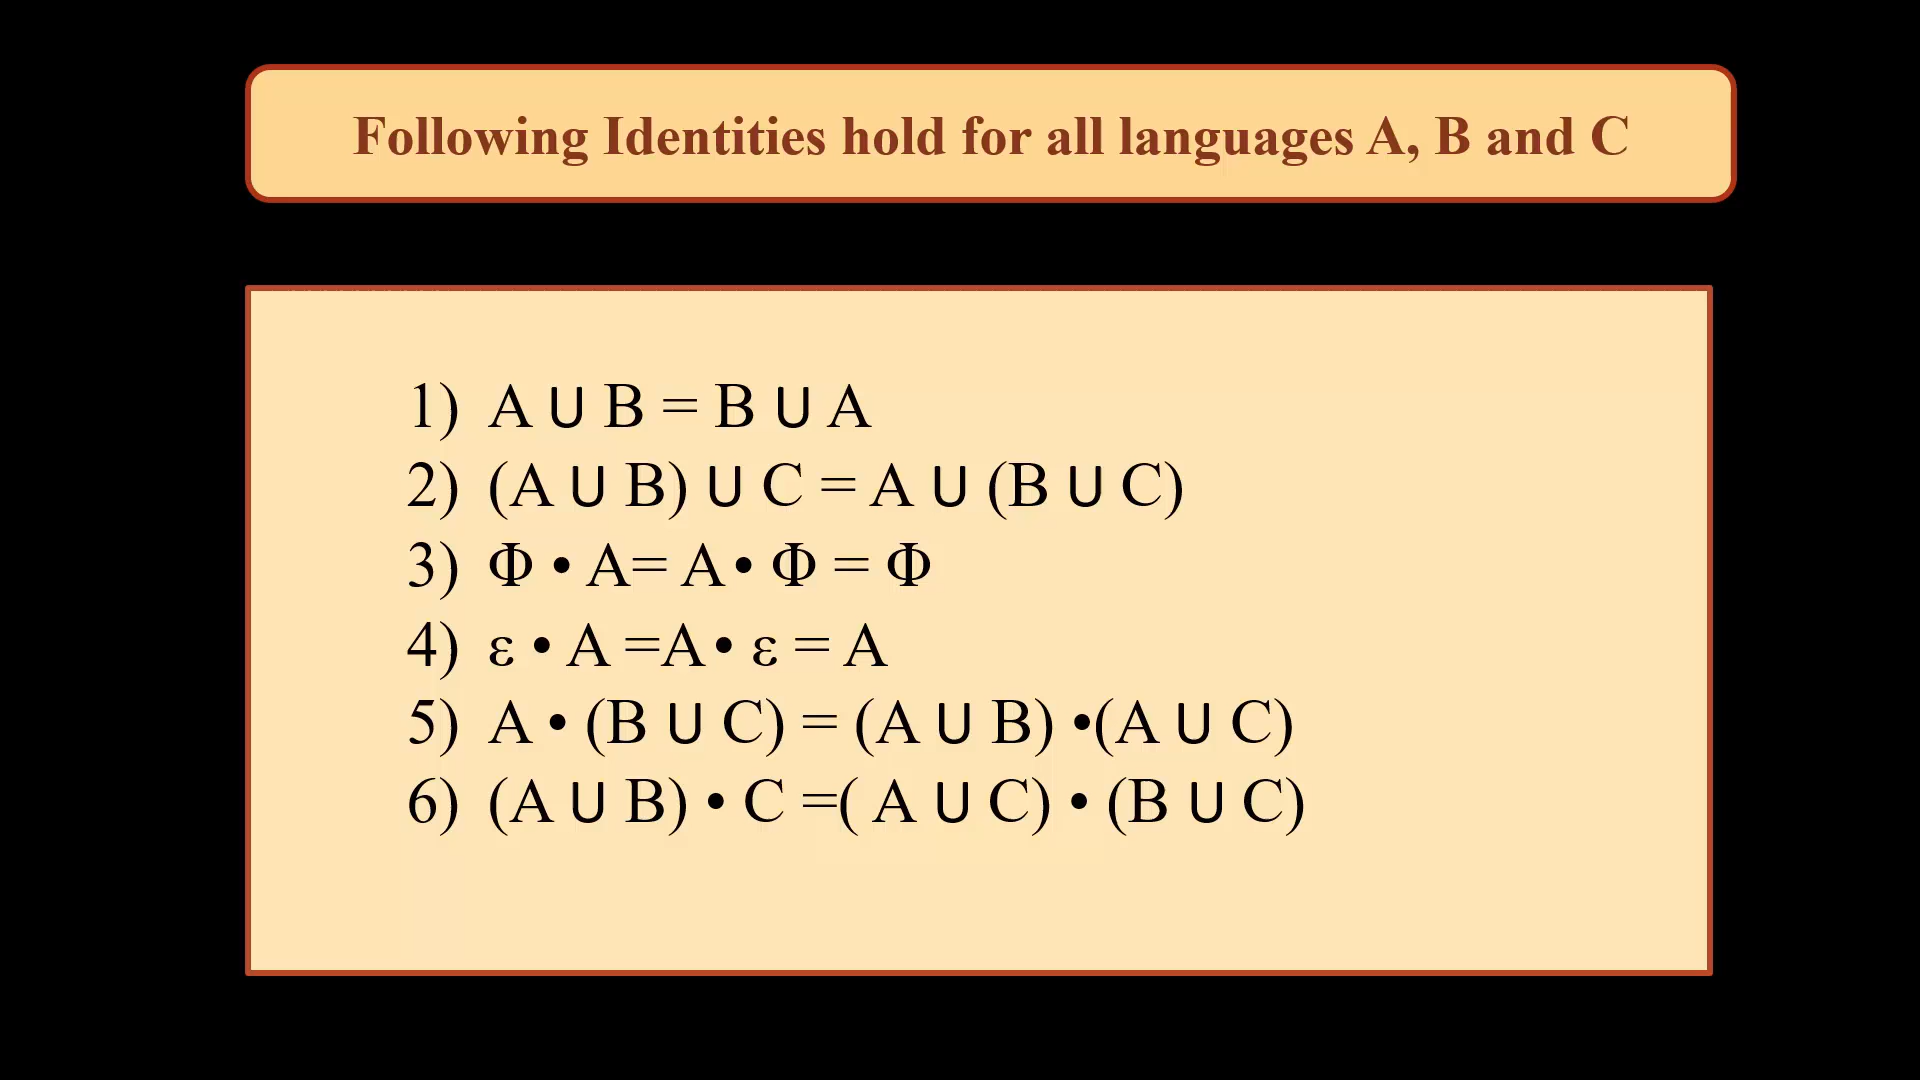 Following Identities hold for all languages A, B and C
1) A ∪ B = B ∪ A
2) (A ∪ B) ∪ C = A ∪ (B ∪ C)
3) Φ • A= A • Φ = Φ
4) ε • A =A • ε = A
5) A • (B ∪ C) = (A ∪ B) •(A ∪ C)
6) (A ∪ B) • C =( A ∪ C) • (B ∪ C)